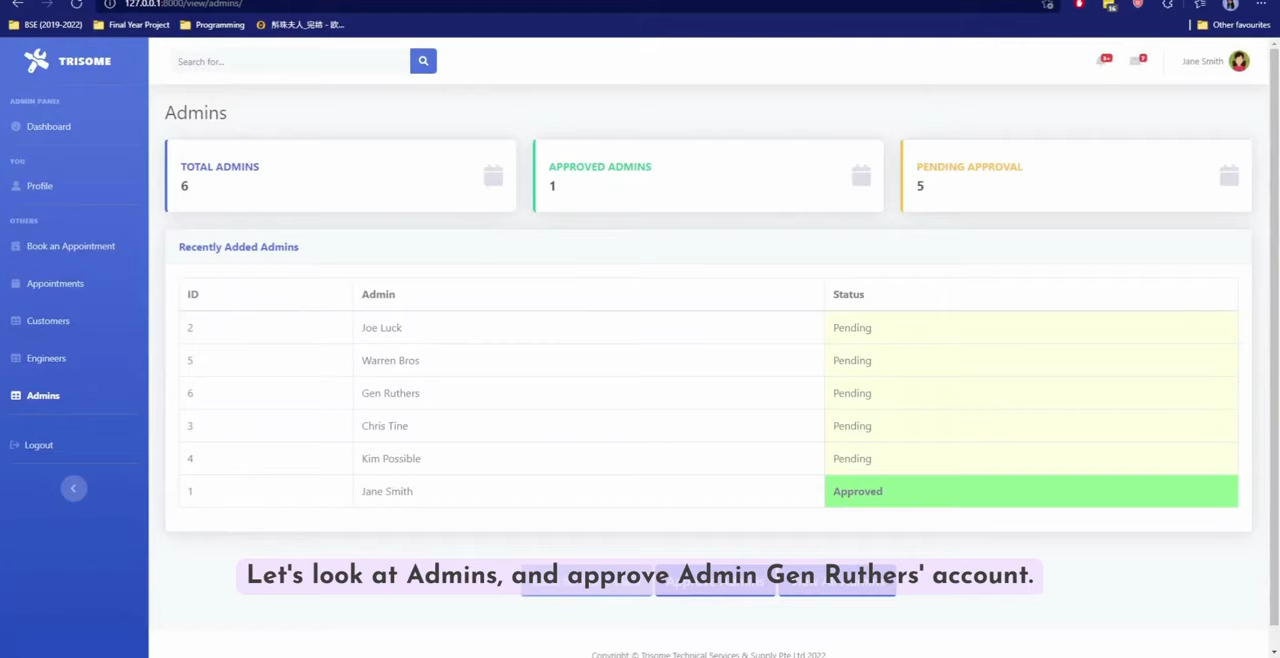 127.0.0.1:8000/view/admins/
BSE (2019-2022) Final Year Project Programming Other favourites
TRISOME
Search for...
Jane Smith
ADMIN PANEL
Dashboard
YOU
Profile
OTHERS
Book an Appointment
Appointments
Customers
Engineers
Admins
Logout
Admins
TOTAL ADMINS
6
APPROVED ADMINS
1
PENDING APPROVAL
5
Recently Added Admins
ID Admin Status
2 Joe Luck Pending
5 Warren Bros Pending
6 Gen Ruthers Pending
3 Chris Tine Pending
4 Kim Possible Pending
1 Jane Smith Approved
Let's look at Admins, and approve Admin Gen Ruthers' account.
Copyright © Trisome Technical Services & Supply Pte Ltd 2022